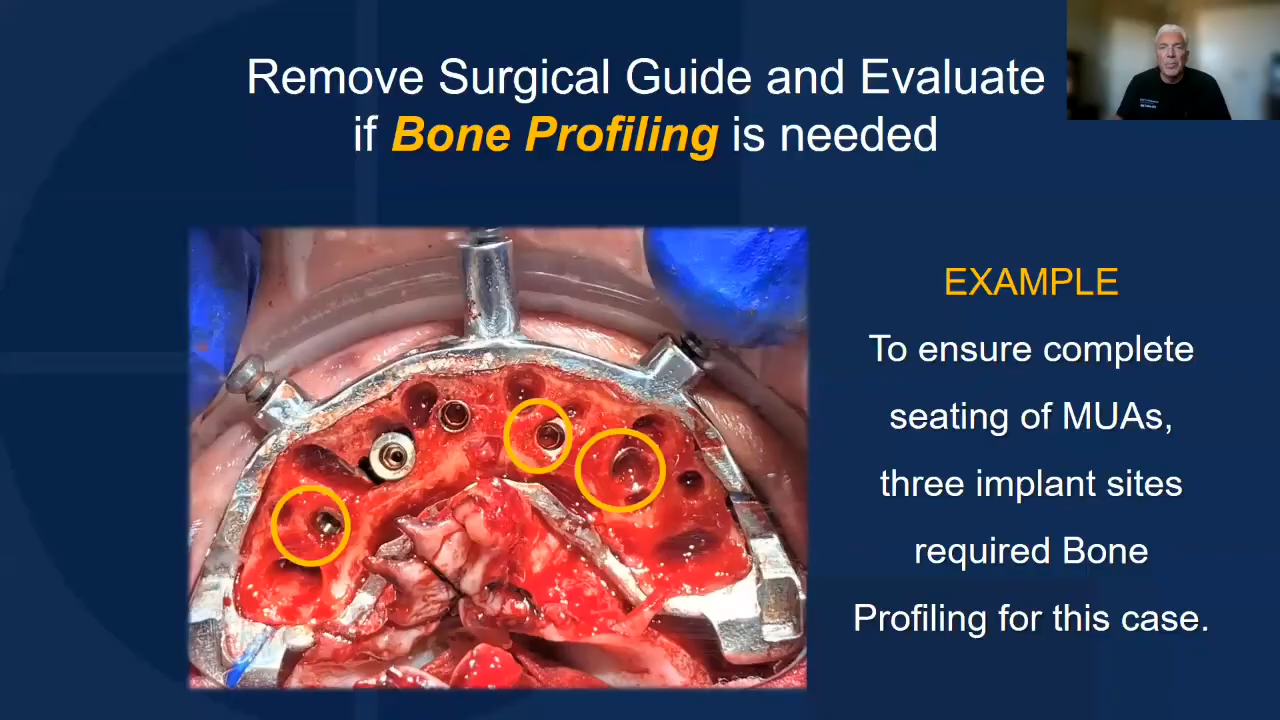 Remove Surgical Guide and Evaluate
if Bone Profiling is needed
EXAMPLE
To ensure complete
seating of MUAs,
three implant sites
required Bone
Profiling for this case.